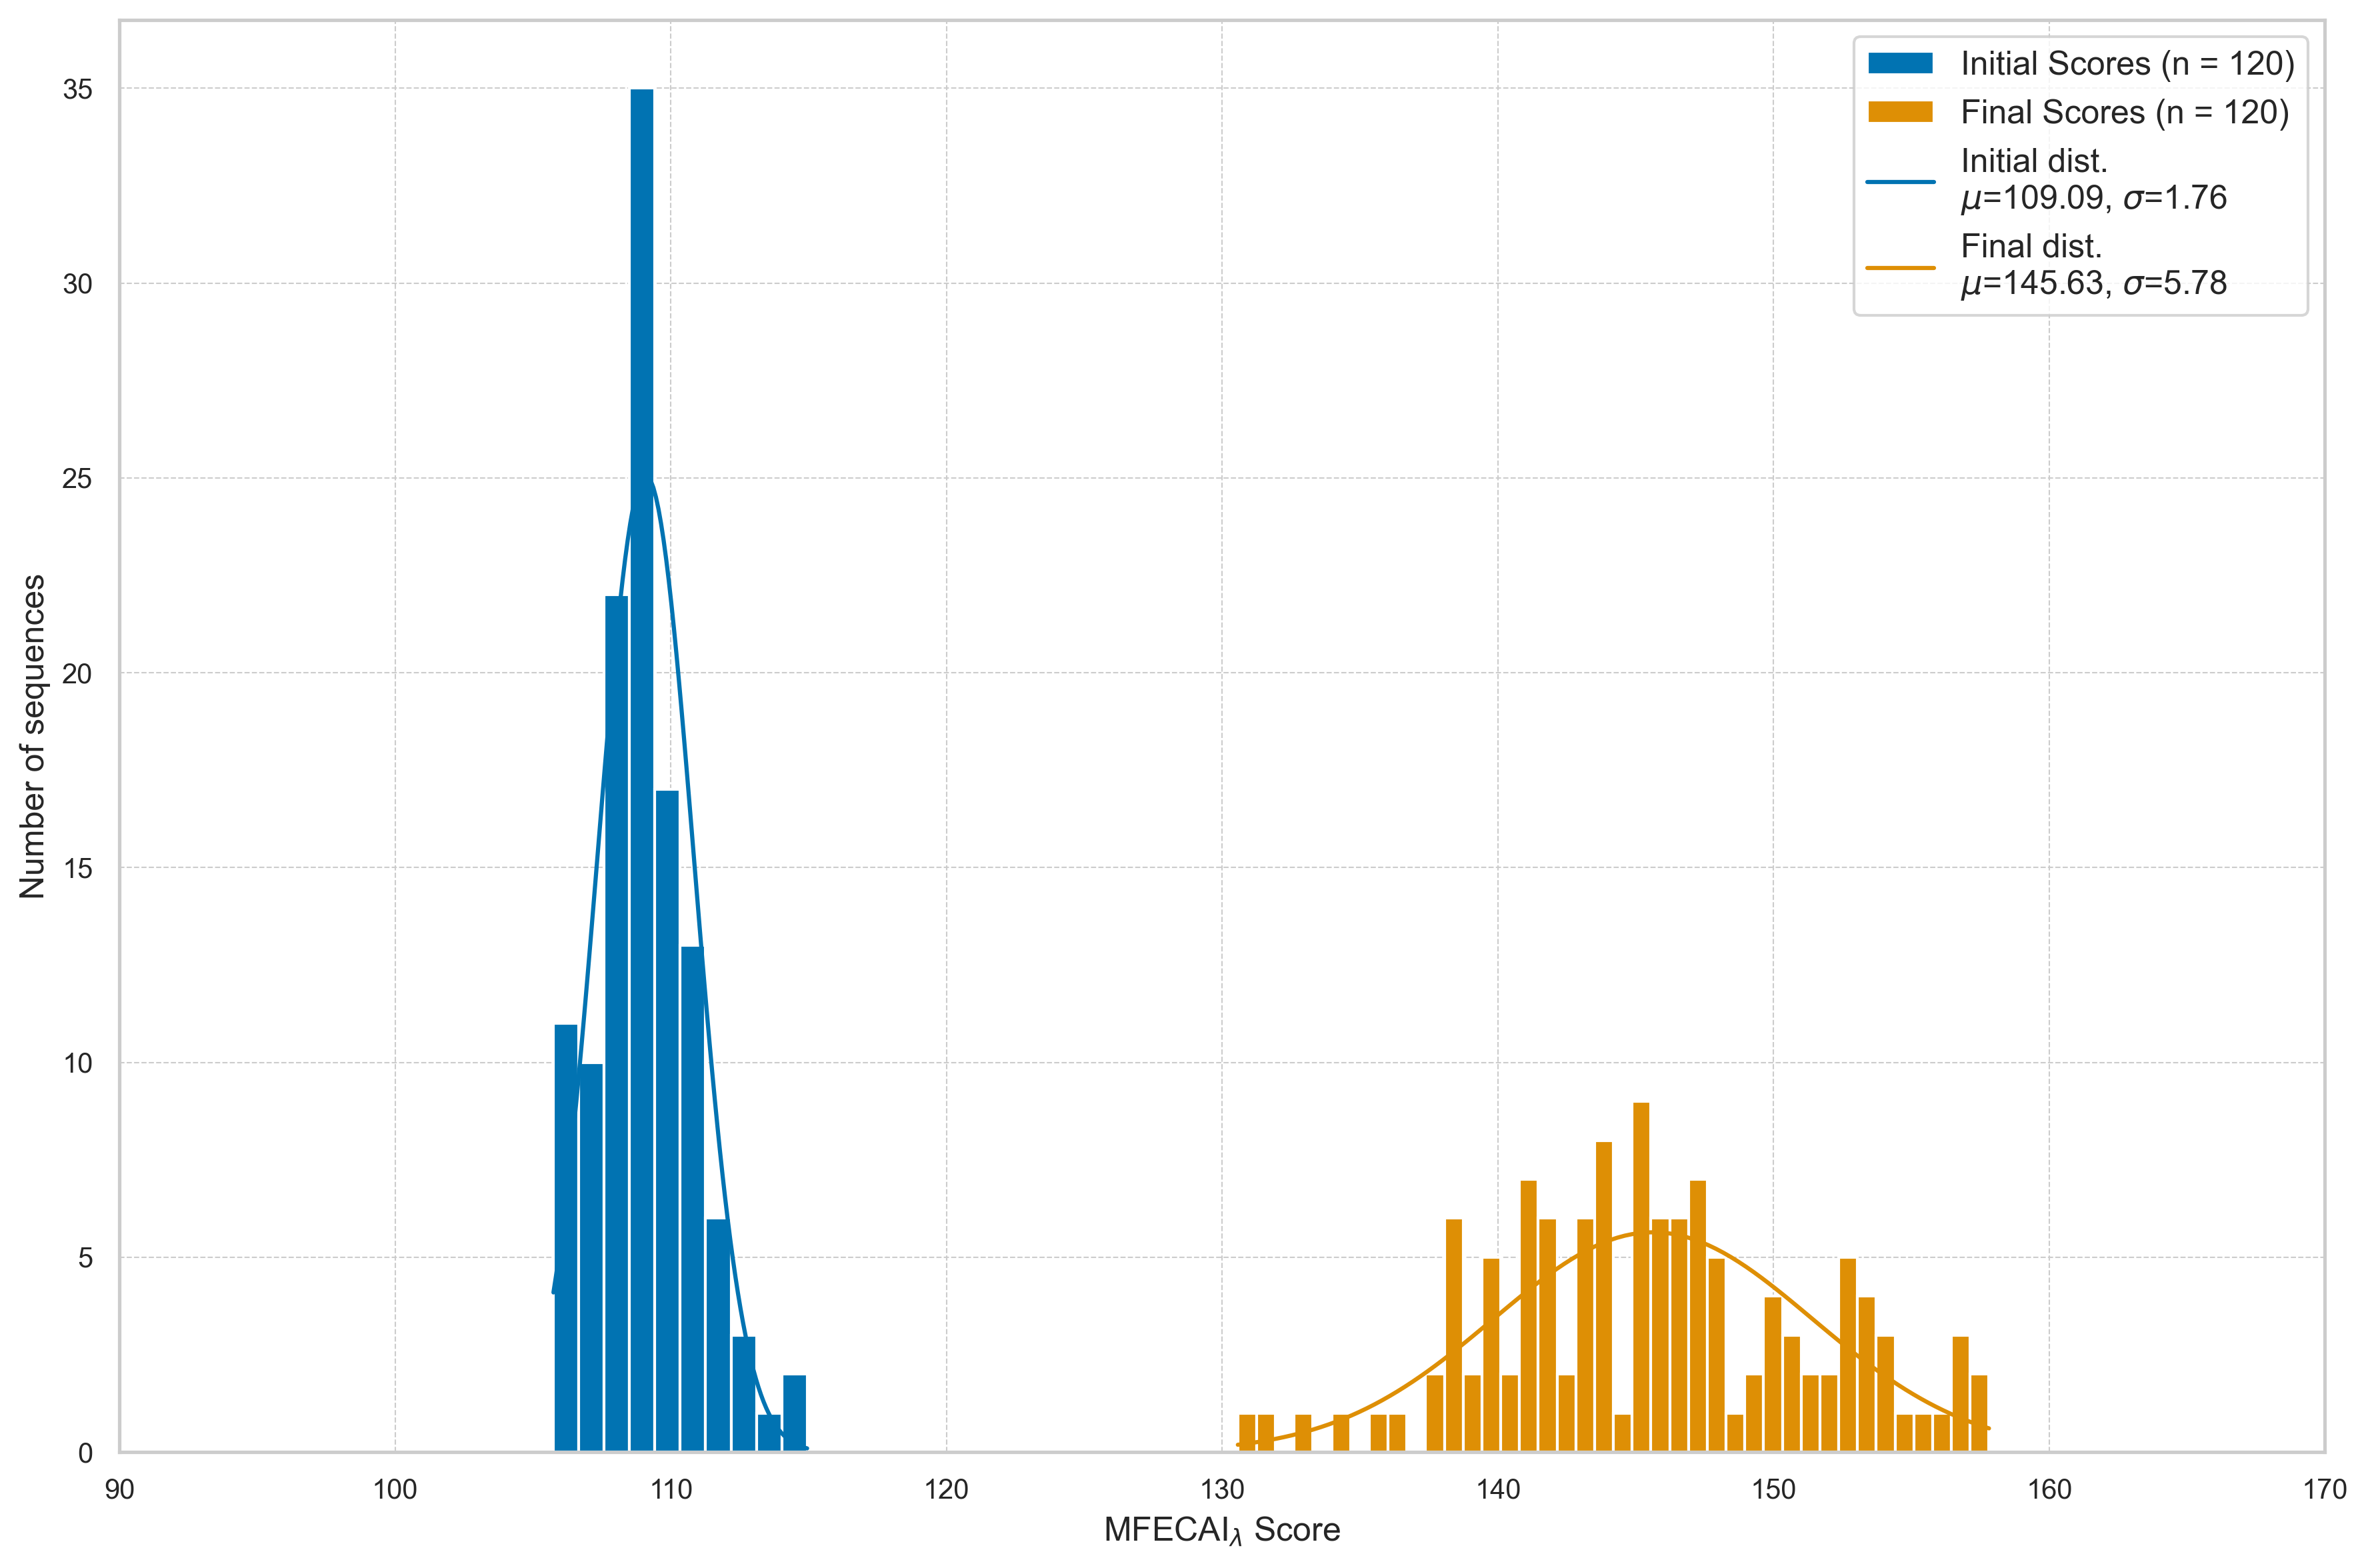 Initial Scores (n = 120)
Final Scores (n = 120)
Initial dist.
μ=109.09, σ=1.76
Final dist.
μ=145.63, σ=5.78
35
30
25
20
15
10
5
0
Number of sequences
90 100 110 120 130 140 150 160 170
MFECAIλ Score